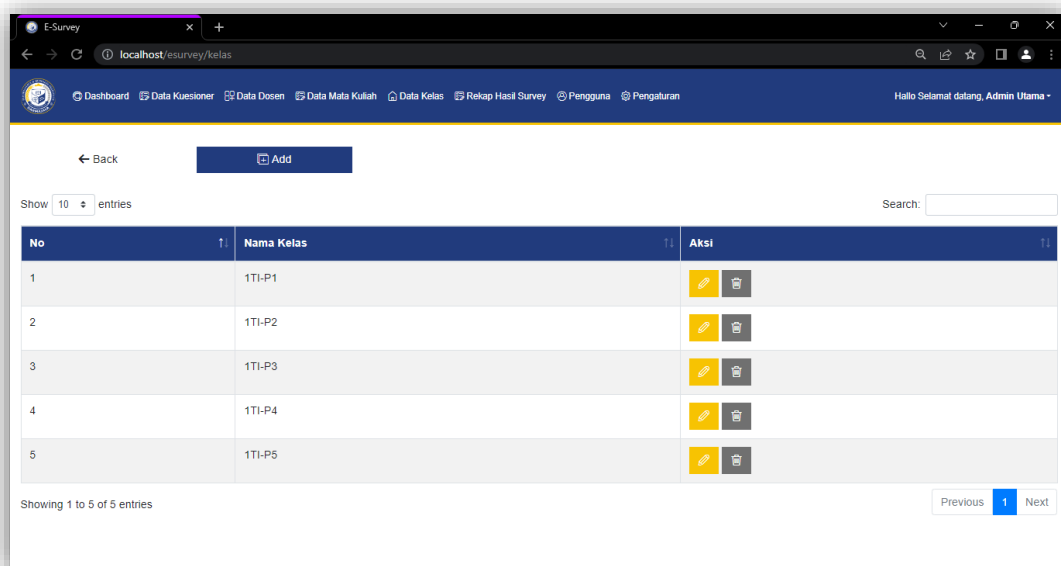 E-Survey
localhost/esurvey/kelas
Dashboard Data Kuesioner Data Dosen Data Mata Kuliah Data Kelas Rekap Hasil Survey Pengguna Pengaturan Hallo Selamat datang, Admin Utama
Back Add
Show 10 entries Search:
No Nama Kelas Aksi
1 1TI-P1
2 1TI-P2
3 1TI-P3
4 1TI-P4
5 1TI-P5
Showing 1 to 5 of 5 entries Previous 1 Next